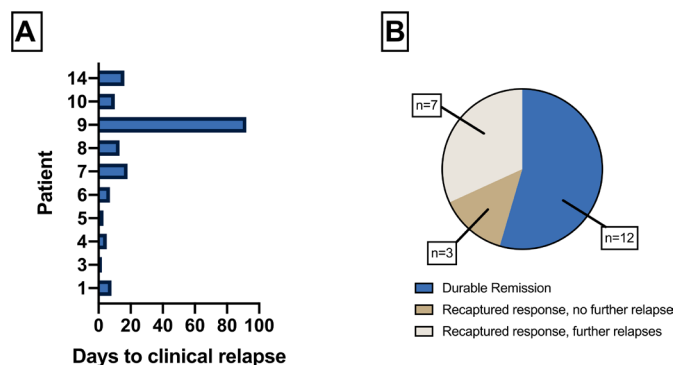 A
14
10
9
8
7
6
5
4
3
1
Patient
0 20 40 60 80 100
Days to clinical relapse
B
n=7
n=3
n=12
Durable Remission
Recaptured response, no further relapse
Recaptured response, further relapses